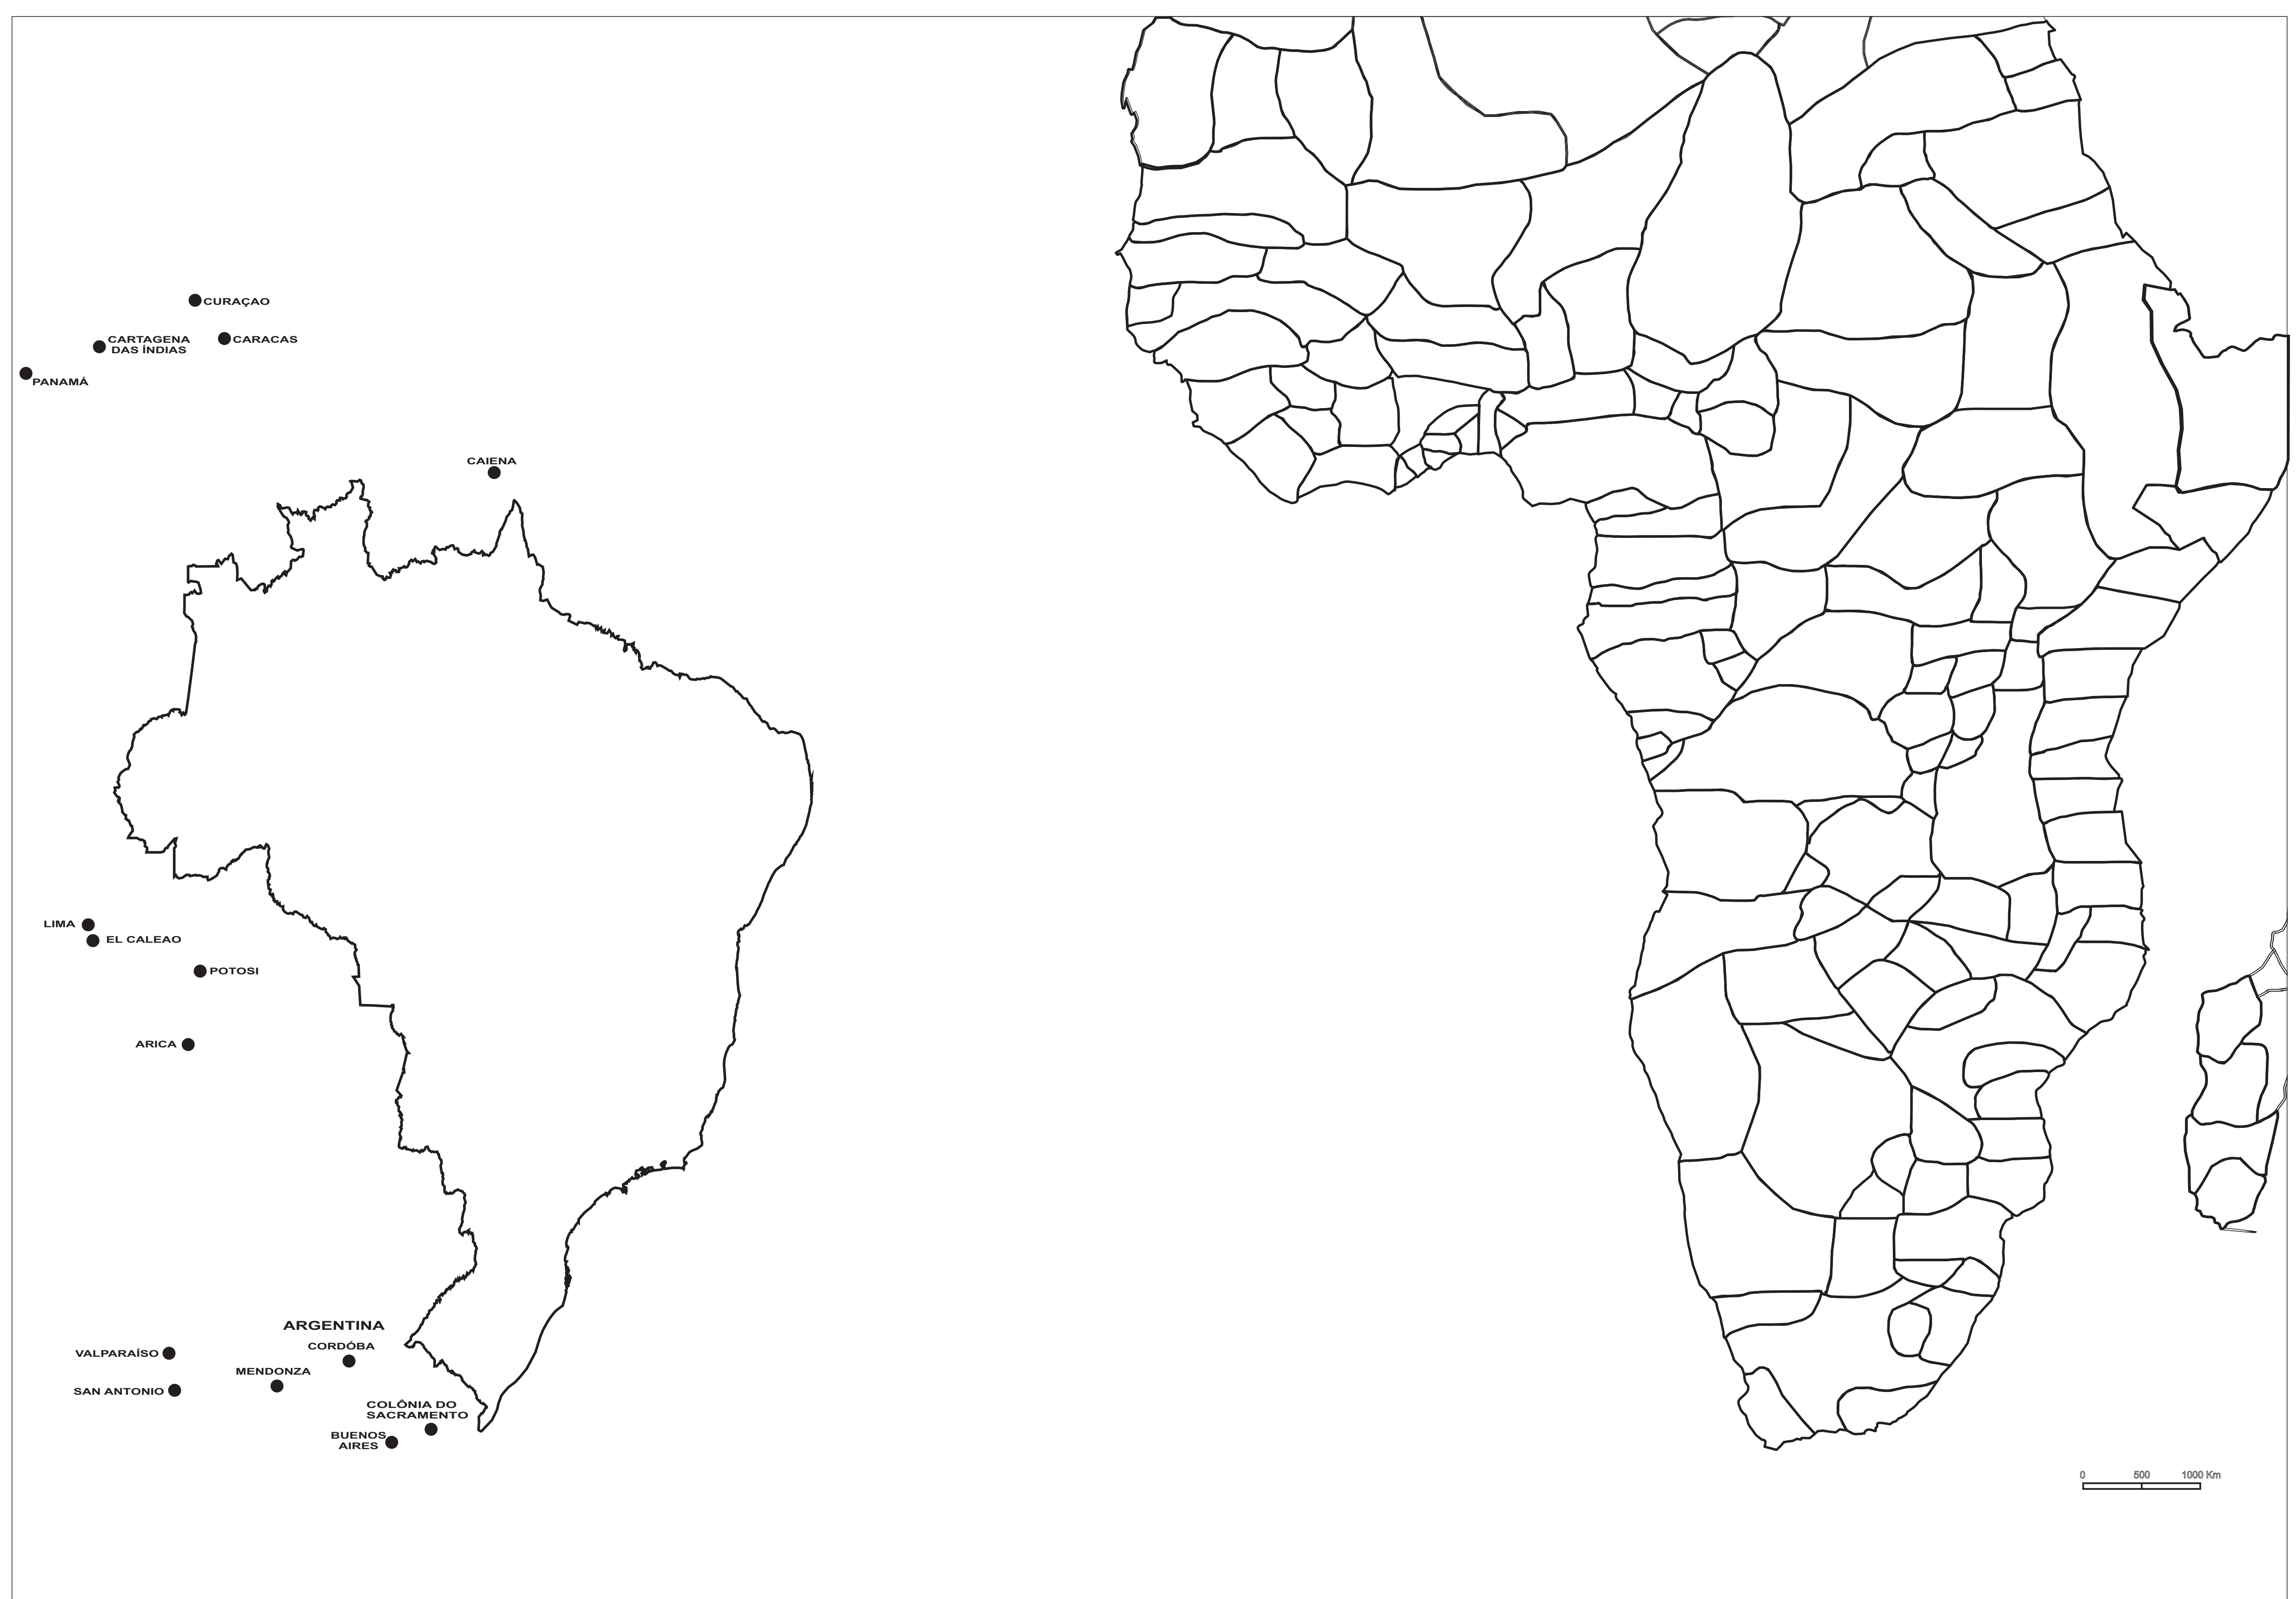 CURAÇAO
CARTAGENA
DAS ÍNDIAS
CARACAS
PANAMÁ
CAIENA
LIMA
EL CALEAO
POTOSI
ARICA
ARGENTINA
CORDÓBA
VALPARAÍSO
MENDONZA
SAN ANTONIO
COLÔNIA DO
SACRAMENTO
BUENOS
AIRES
0 500 1000 Km